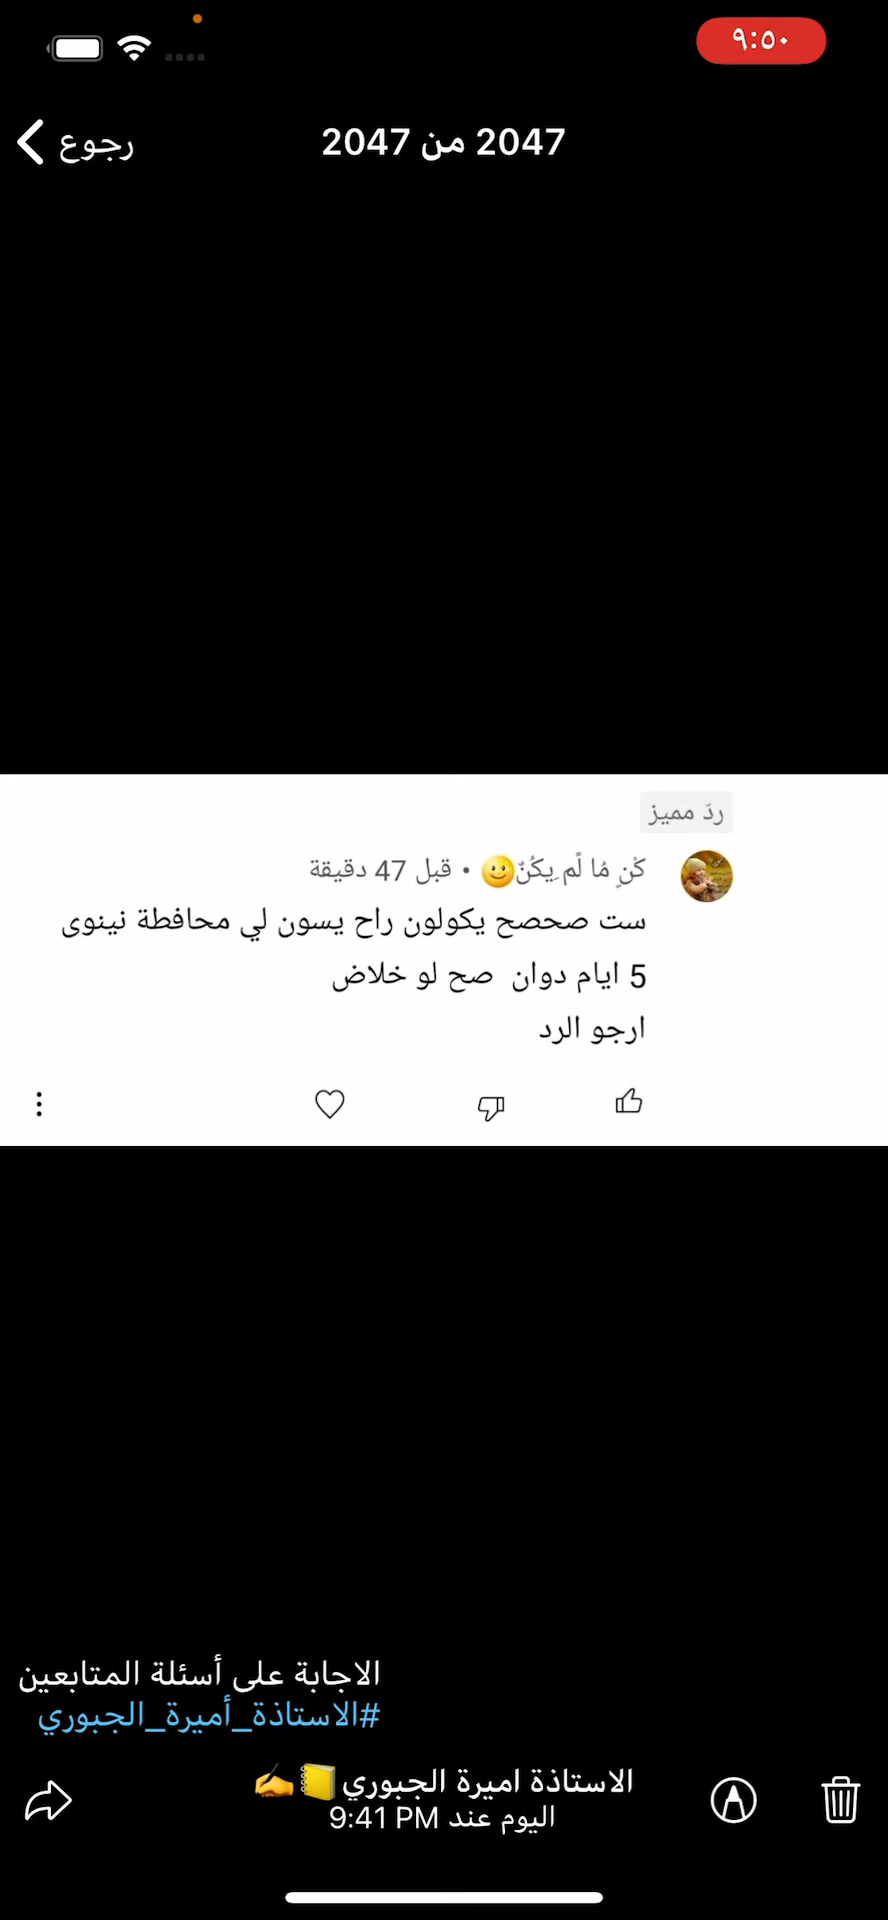 ٩:٥٠
رجوع
2047 من 2047
ردّ مميز
كْنٍ مُا لًم ِيكُنٌ🙂 • قبل 47 دقيقة
ست صحصح يكولون راح يسون لي محافظة نينوى
5 ايام دوان صح لو خلاض
ارجو الرد
الاجابة على أسئلة المتابعين
#الاستاذة_أميرة_الجبوري
الاستاذة اميرة الجبوري📒✍️
اليوم عند 9:41 PM